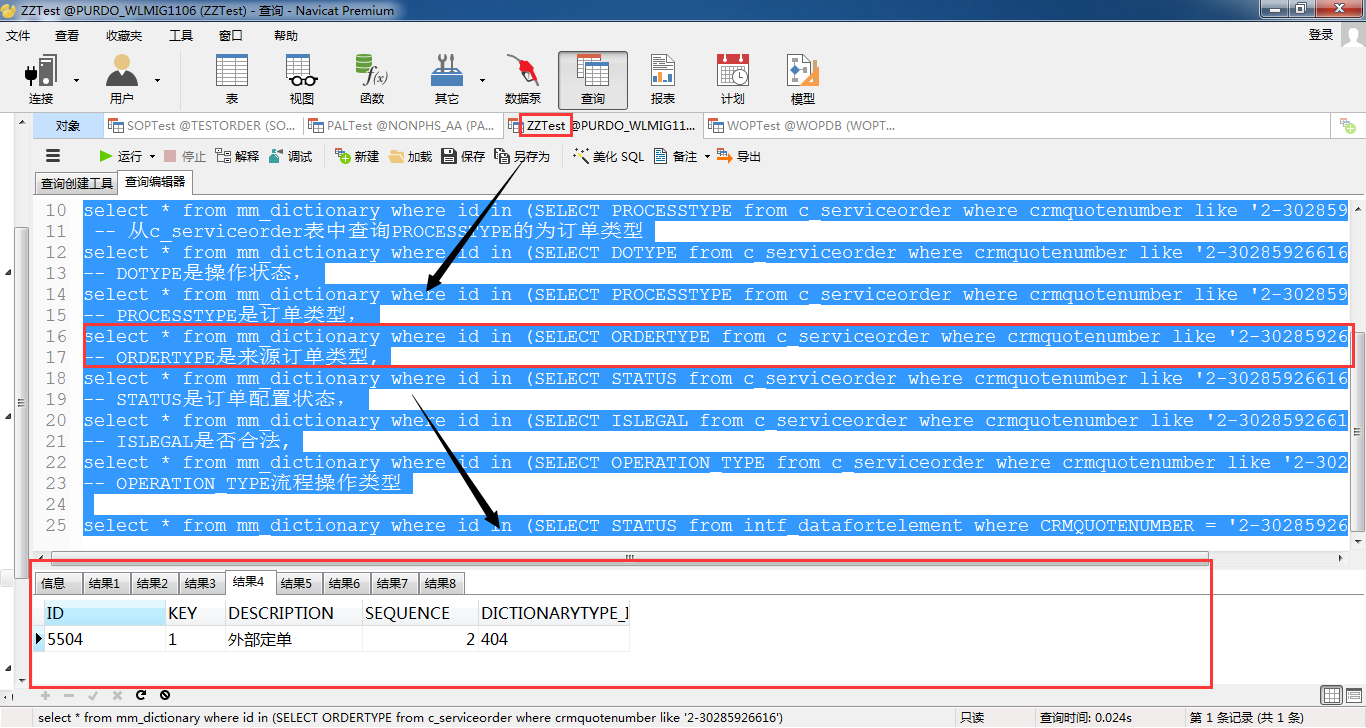 ZZTest @PURDO_WLMIG1106 (ZZTest) - 查询 - Navicat Premium
文件 查看 收藏夹 工具 窗口 帮助 登录
连接 用户 表 视图 函数 其它 数据泵 查询 报表 计划 模型
对象 SOPTest @TESTORDER (SO... PALTest @NONPHS_AA (PA... ZZTest @PURDO_WLMIG11... WOPTest @WOPDB (WOPT...
运行 停止 解释 调试 新建 加载 保存 另存为 美化 SQL 备注 导出
查询创建工具 查询编辑器
10 select * from mm_dictionary where id in (SELECT PROCESSTYPE from c_serviceorder where crmquotenumber like '2-302859
11 -- 从c_serviceorder表中查询PROCESSTYPE的为订单类型
12 select * from mm_dictionary where id in (SELECT DOTYPE from c_serviceorder where crmquotenumber like '2-30285926616
13 -- DOTYPE是操作状态,
14 select * from mm_dictionary where id in (SELECT PROCESSTYPE from c_serviceorder where crmquotenumber like '2-302859
15 -- PROCESSTYPE是订单类型,
16 select * from mm_dictionary where id in (SELECT ORDERTYPE from c_serviceorder where crmquotenumber like '2-30285926
17 -- ORDERTYPE是来源订单类型,
18 select * from mm_dictionary where id in (SELECT STATUS from c_serviceorder where crmquotenumber like '2-30285926616
19 -- STATUS是订单配置状态,
20 select * from mm_dictionary where id in (SELECT ISLEGAL from c_serviceorder where crmquotenumber like '2-3028592661
21 -- ISLEGAL是否合法,
22 select * from mm_dictionary where id in (SELECT OPERATION_TYPE from c_serviceorder where crmquotenumber like '2-302
23 -- OPERATION_TYPE流程操作类型
24
25 select * from mm_dictionary where id in (SELECT STATUS from intf_datafortelement where CRMQUOTENUMBER = '2-30285926
信息 结果1 结果2 结果3 结果4 结果5 结果6 结果7 结果8
ID KEY DESCRIPTION SEQUENCE DICTIONARYTYPE_I
5504 1 外部定单 2 404
select * from mm_dictionary where id in (SELECT ORDERTYPE from c_serviceorder where crmquotenumber like '2-30285926616') 只读 查询时间: 0.024s 第 1 条记录 (共 1 条)